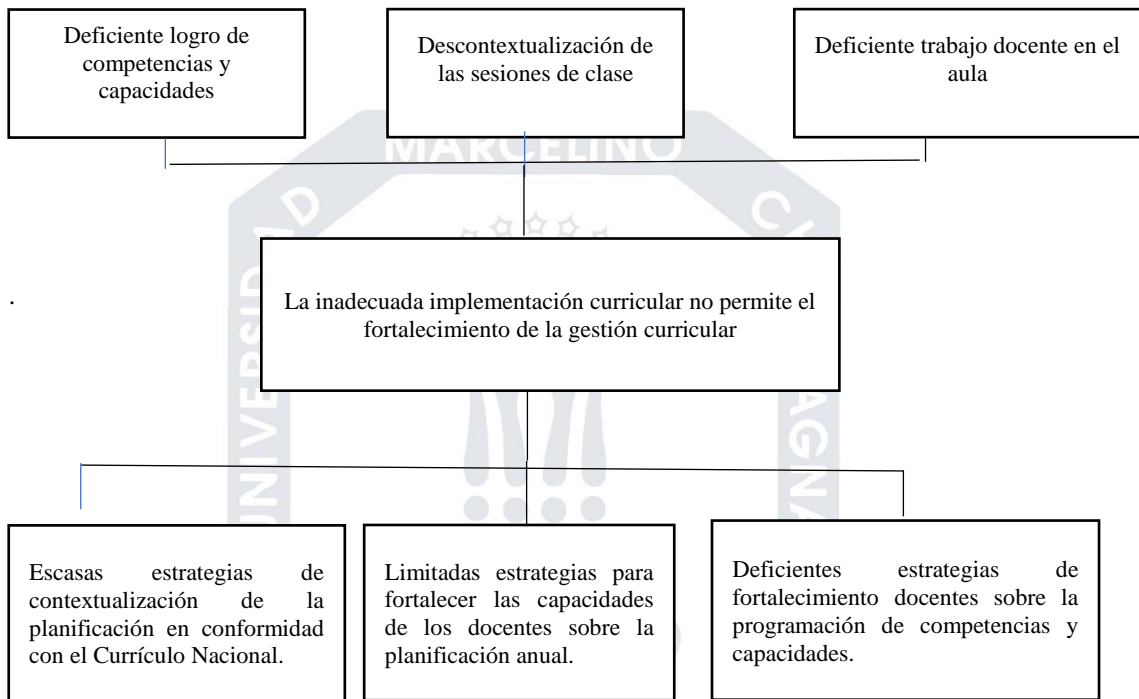 Deficiente logro de
competencias y
capacidades
Descontextualización de
las sesiones de clase
Deficiente trabajo docente en el
aula
MARCELINO
UNIVERSIDAD
.
La inadecuada implementación curricular no permite el
fortalecimiento de la gestión curricular
Escasas estrategias de
contextualización de la
planificación en conformidad
con el Currículo Nacional.
Limitadas estrategias para
fortalecer las capacidades
de los docentes sobre la
planificación anual.
Deficientes estrategias de
fortalecimiento docentes sobre la
programación de competencias y
capacidades.